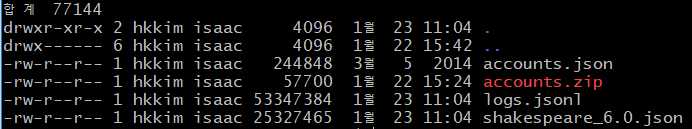 합계 77144
drwxr-xr-x 2 hkkim isaac 4096 1월 23 11:04 .
drwx------ 6 hkkim isaac 4096 1월 22 15:42 ..
-rw-r--r-- 1 hkkim isaac 244848 3월 5 2014 accounts.json
-rw-r--r-- 1 hkkim isaac 57700 1월 22 15:24 accounts.zip
-rw-r--r-- 1 hkkim isaac 53347384 1월 23 11:04 logs.jsonl
-rw-r--r-- 1 hkkim isaac 25327465 1월 23 11:04 shakespeare_6.0.json